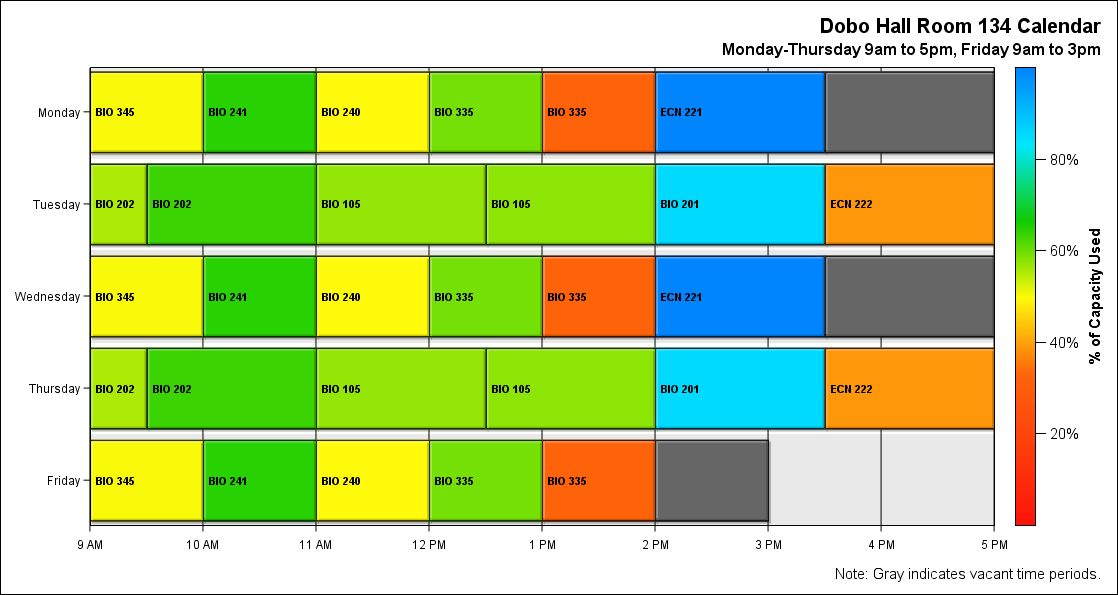 Dobo Hall Room 134 Calendar
Monday-Thursday 9am to 5pm, Friday 9am to 3pm
Monday BIO 345 BIO 241 BIO 240 BIO 335 BIO 335 ECN 221
80%
Tuesday BIO 202 BIO 202 BIO 105 BIO 105 BIO 201 ECN 222
60%
% of Capacity Used
Wednesday BIO 345 BIO 241 BIO 240 BIO 335 BIO 335 ECN 221
40%
Thursday BIO 202 BIO 202 BIO 105 BIO 105 BIO 201 ECN 222
20%
Friday BIO 345 BIO 241 BIO 240 BIO 335 BIO 335
9 AM 10 AM 11 AM 12 PM 1 PM 2 PM 3 PM 4 PM 5 PM
Note: Gray indicates vacant time periods.